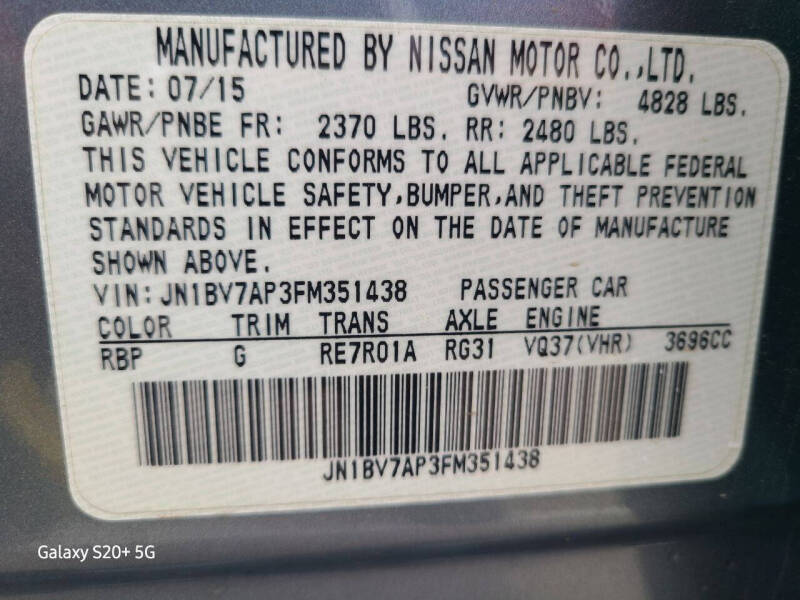 MANUFACTURED BY NISSAN MOTOR CO.,LTD.
DATE: 07/15 GVWR/PNBV: 4828 LBS.
GAWR/PNBE FR: 2370 LBS. RR: 2480 LBS.
THIS VEHICLE CONFORMS TO ALL APPLICABLE FEDERAL
MOTOR VEHICLE SAFETY,BUMPER,AND THEFT PREVENTION
STANDARDS IN EFFECT ON THE DATE OF MANUFACTURE
SHOWN ABOVE.
VIN:JN1BV7AP3FM351438 PASSENGER CAR
COLOR TRIM TRANS AXLE ENGINE
RBP G RE7R01A RG31 VQ37(VHR) 3696CC
JN1BV7AP3FM351438
Galaxy S20+ 5G